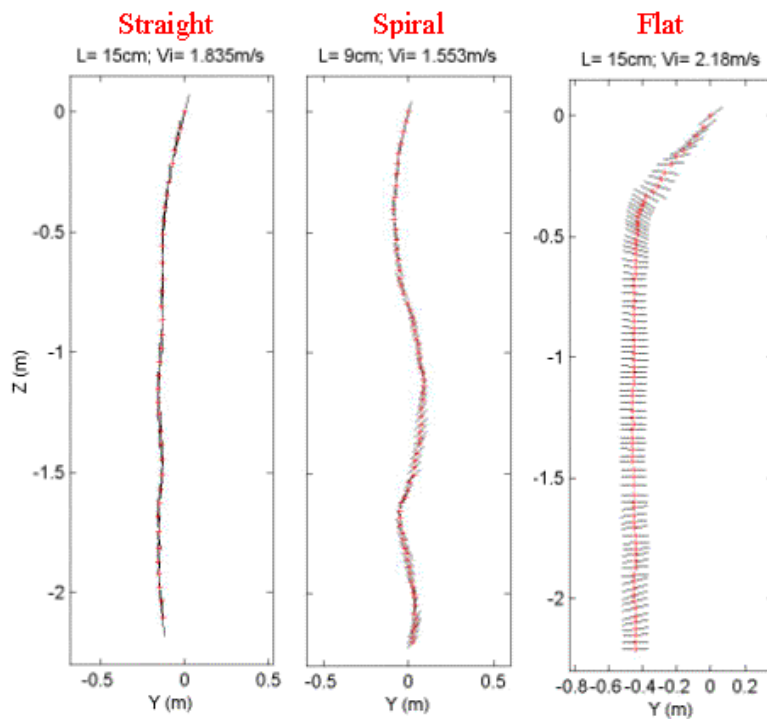 Straight
Spiral
Flat
L= 15cm; Vi= 1.835m/s
L= 9cm; Vi= 1.553m/s
L= 15cm; Vi= 2.18m/s
0
-0.5
-1
-1.5
-2
Z (m)
-0.5 0 0.5
Y (m)
-0.5 0 0.5
Y (m)
0
-0.5
-1
-1.5
-2
-0.8 -0.6 -0.4 -0.2 0 0.2
Y (m)